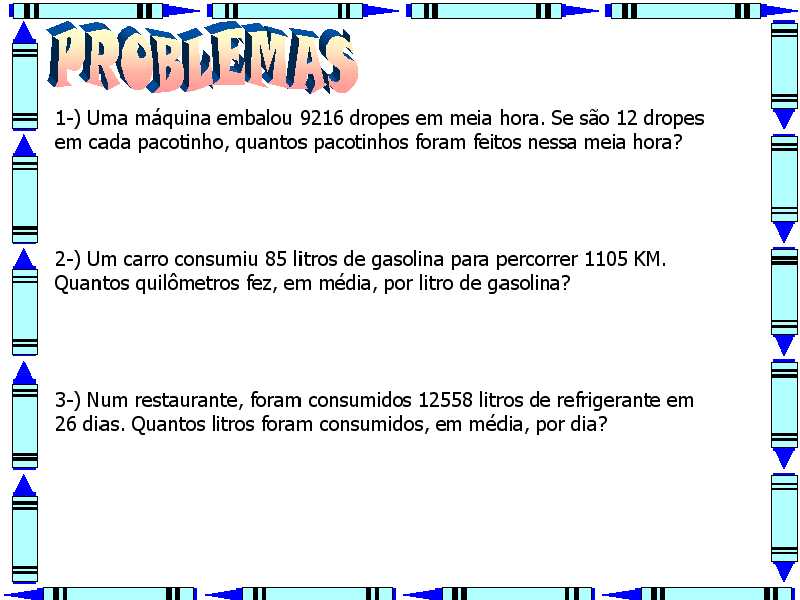 PROBLEMAS
1-) Uma máquina embalou 9216 dropes em meia hora. Se são 12 dropes
em cada pacotinho, quantos pacotinhos foram feitos nessa meia hora?
2-) Um carro consumiu 85 litros de gasolina para percorrer 1105 KM.
Quantos quilômetros fez, em média, por litro de gasolina?
3-) Num restaurante, foram consumidos 12558 litros de refrigerante em
26 dias. Quantos litros foram consumidos, em média, por dia?